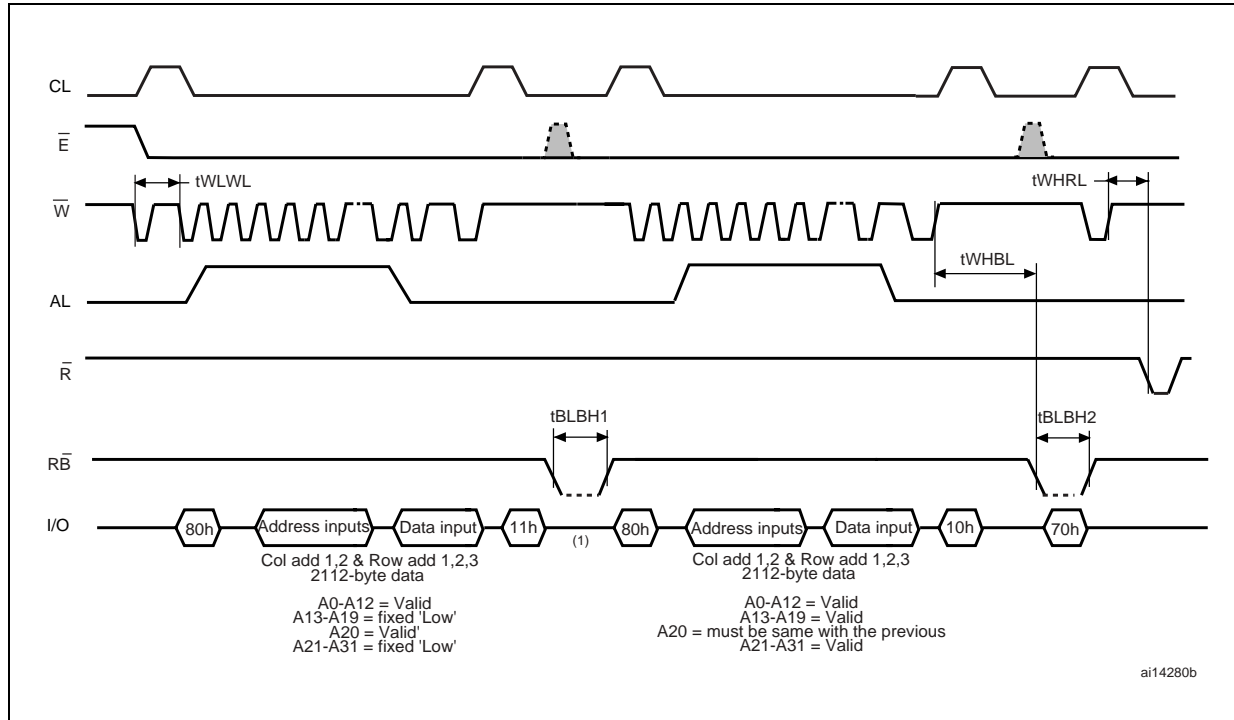 CL
E̅
tWLWL
tWHRL
W̅
tWHBL
AL
R̅
tBLBH1
tBLBH2
RB̅
I/O
80h
Address inputs
Data input
11h
(1)
80h
Address inputs
Data input
10h
70h
Col add 1,2 & Row add 1,2,3
2112-byte data
A0-A12 = Valid
A13-A19 = fixed 'Low'
A20 = Valid'
A21-A31 = fixed 'Low'
Col add 1,2 & Row add 1,2,3
2112-byte data
A0-A12 = Valid
A13-A19 = Valid
A20 = must be same with the previous
A21-A31 = Valid
ai14280b